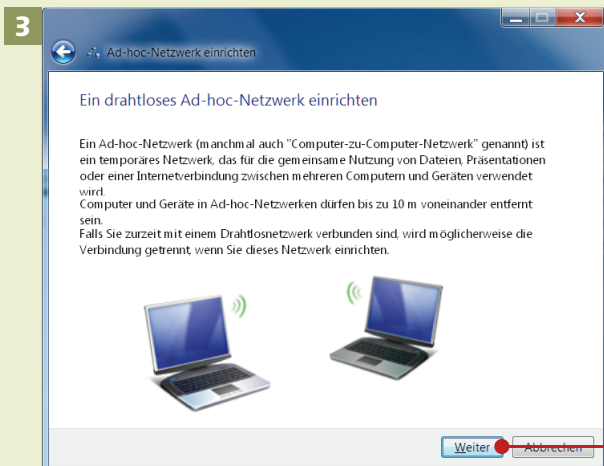 3
Ad-hoc-Netzwerk einrichten
Ein drahtloses Ad-hoc-Netzwerk einrichten
Ein Ad-hoc-Netzwerk (manchmal auch "Computer-zu-Computer-Netzwerk" genannt) ist
ein temporäres Netzwerk, das für die gemeinsame Nutzung von Dateien, Präsentationen
oder einer Internetverbindung zwischen mehreren Computern und Geräten verwendet
wird.
Computer und Geräte in Ad-hoc-Netzwerken dürfen bis zu 10 m voneinander entfernt
sein.
Falls Sie zurzeit mit einem Drahtlosnetzwerk verbunden sind, wird möglicherweise die
Verbindung getrennt, wenn Sie dieses Netzwerk einrichten.
Weiter Abbrechen